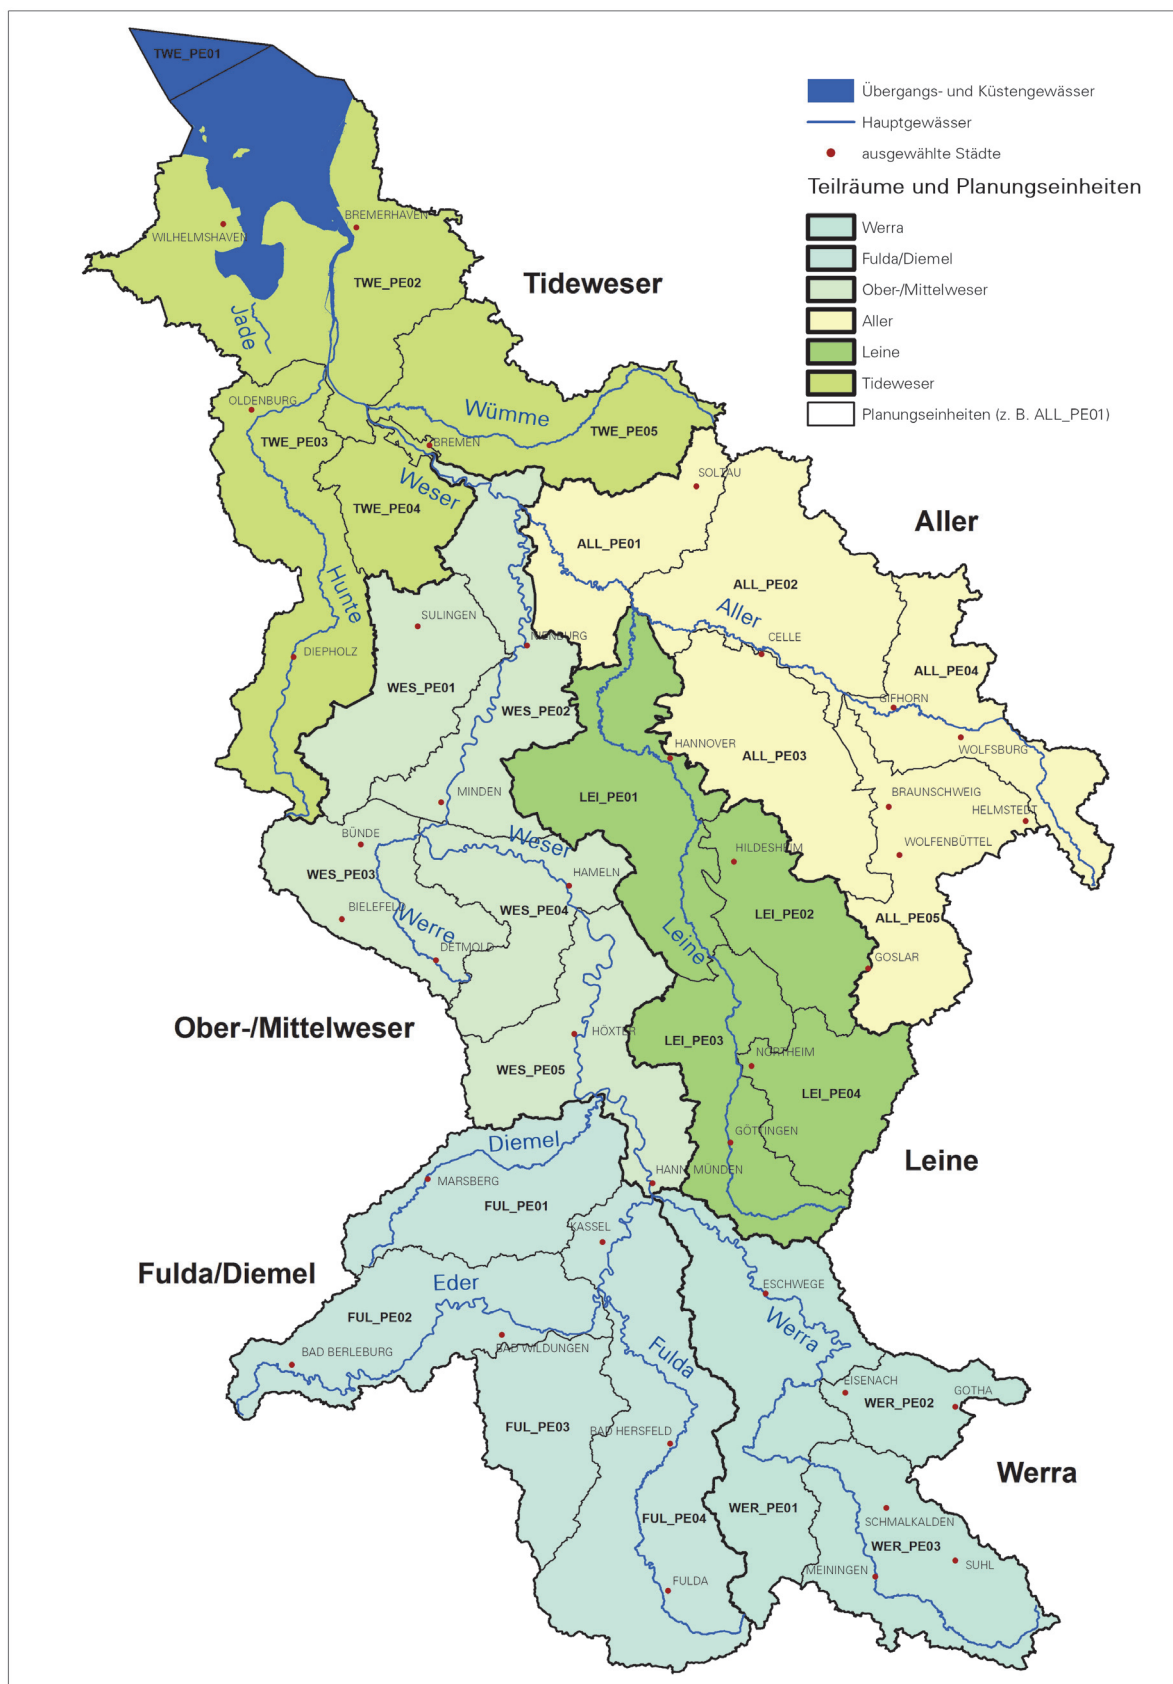 TWE_PE01
Übergangs- und Küstengewässer
Hauptgewässer
ausgewählte Städte
Teilräume und Planungseinheiten
Werra
Fulda/Diemel
Ober-/Mittelweser
Aller
Leine
Tideweser
Planungseinheiten (z. B. ALL_PE01)
BREMERHAVEN
WILHELMSHAVEN
TWE_PE02
Tideweser
Jade
OLDENBURG
Wümme
TWE_PE03
TWE_PE05
BREMEN
Weser
SOLTAU
TWE_PE04
Aller
ALL_PE01
ALL_PE02
Hunte
Aller
SULINGEN
NIENBURG
CELLE
DIEPHOLZ
ALL_PE04
WES_PE01
WES_PE02
GIFHORN
HANNOVER
ALL_PE03
WOLFSBURG
MINDEN
LEI_PE01
BRAUNSCHWEIG
HELMSTEDT
BÜNDE
Weser
HILDESHEIM
WOLFENBÜTTEL
WES_PE03
HAMELN
BIELEFELD
WES_PE04
LEI_PE02
ALL_PE05
Werre
Leine
DETMOLD
GOSLAR
Ober-/Mittelweser
HÖXTER
LEI_PE03
NORTHEIM
WES_PE05
LEI_PE04
Diemel
GÖTTINGEN
Leine
MARSBERG
HANN. MÜNDEN
FUL_PE01
KASSEL
Fulda/Diemel
Eder
ESCHWEGE
FUL_PE02
Werra
BAD BERLEBURG
BAD WILDUNGEN
Fulda
EISENACH
GOTHA
WER_PE02
FUL_PE03
BAD HERSFELD
Werra
WER_PE01
FUL_PE04
SCHMALKALDEN
WER_PE03
MEININGEN
SUHL
FULDA